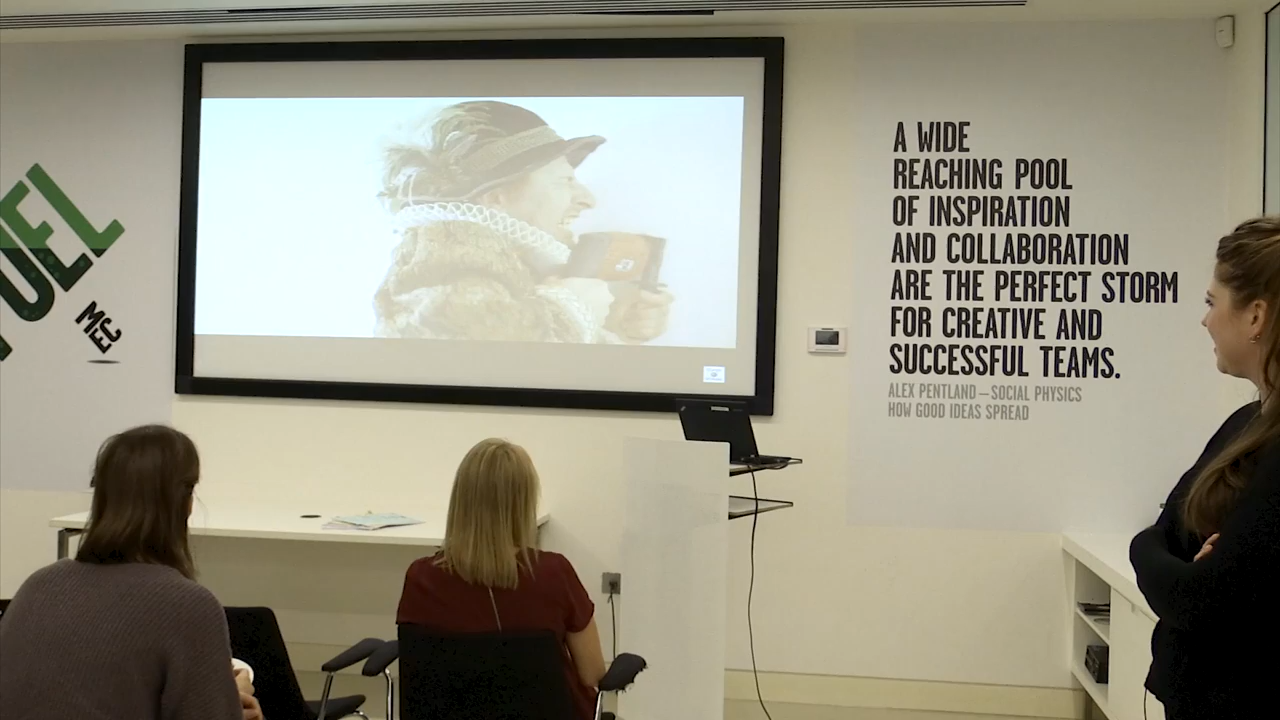 UEL
MEC
A WIDE
REACHING POOL
OF INSPIRATION
AND COLLABORATION
ARE THE PERFECT STORM
FOR CREATIVE AND
SUCCESSFUL TEAMS.
ALEX PENTLAND – SOCIAL PHYSICS
HOW GOOD IDEAS SPREAD